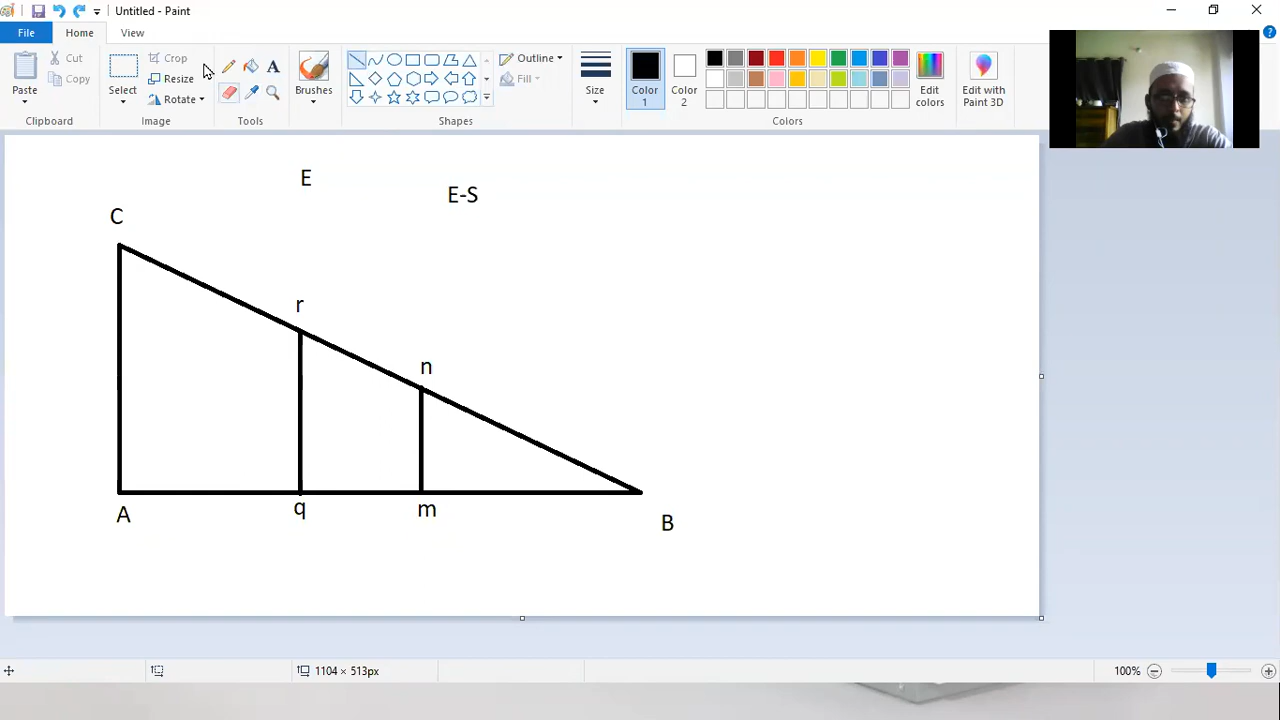 Untitled - Paint
File Home View
Paste
Cut
Copy
Clipboard
Select
Crop
Resize
Rotate
Image
A
Tools
Brushes
Shapes
Outline
Fill
Size
Color
1
Color
2
Edit
colors
Colors
Edit with
Paint 3D
E
E-S
C
r
n
A
q
m
B
1104 × 513px
100%